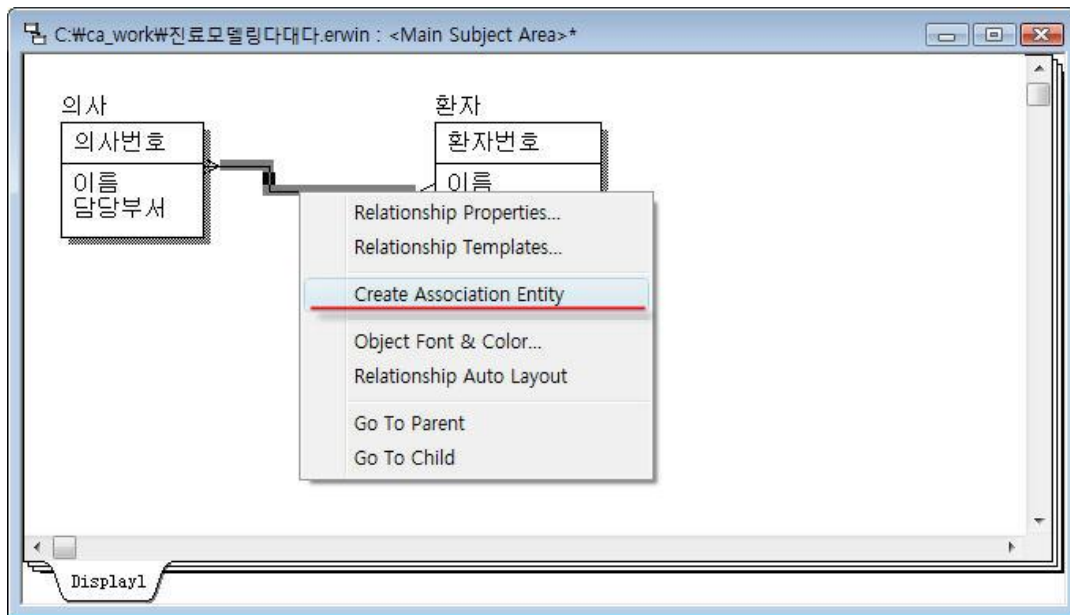 C:₩ca_work₩진료모델링다대다.erwin : <Main Subject Area>*
의사
의사번호
이름
담당부서
환자
환자번호
이름
Relationship Properties...
Relationship Templates...
Create Association Entity
Object Font & Color...
Relationship Auto Layout
Go To Parent
Go To Child
Display1